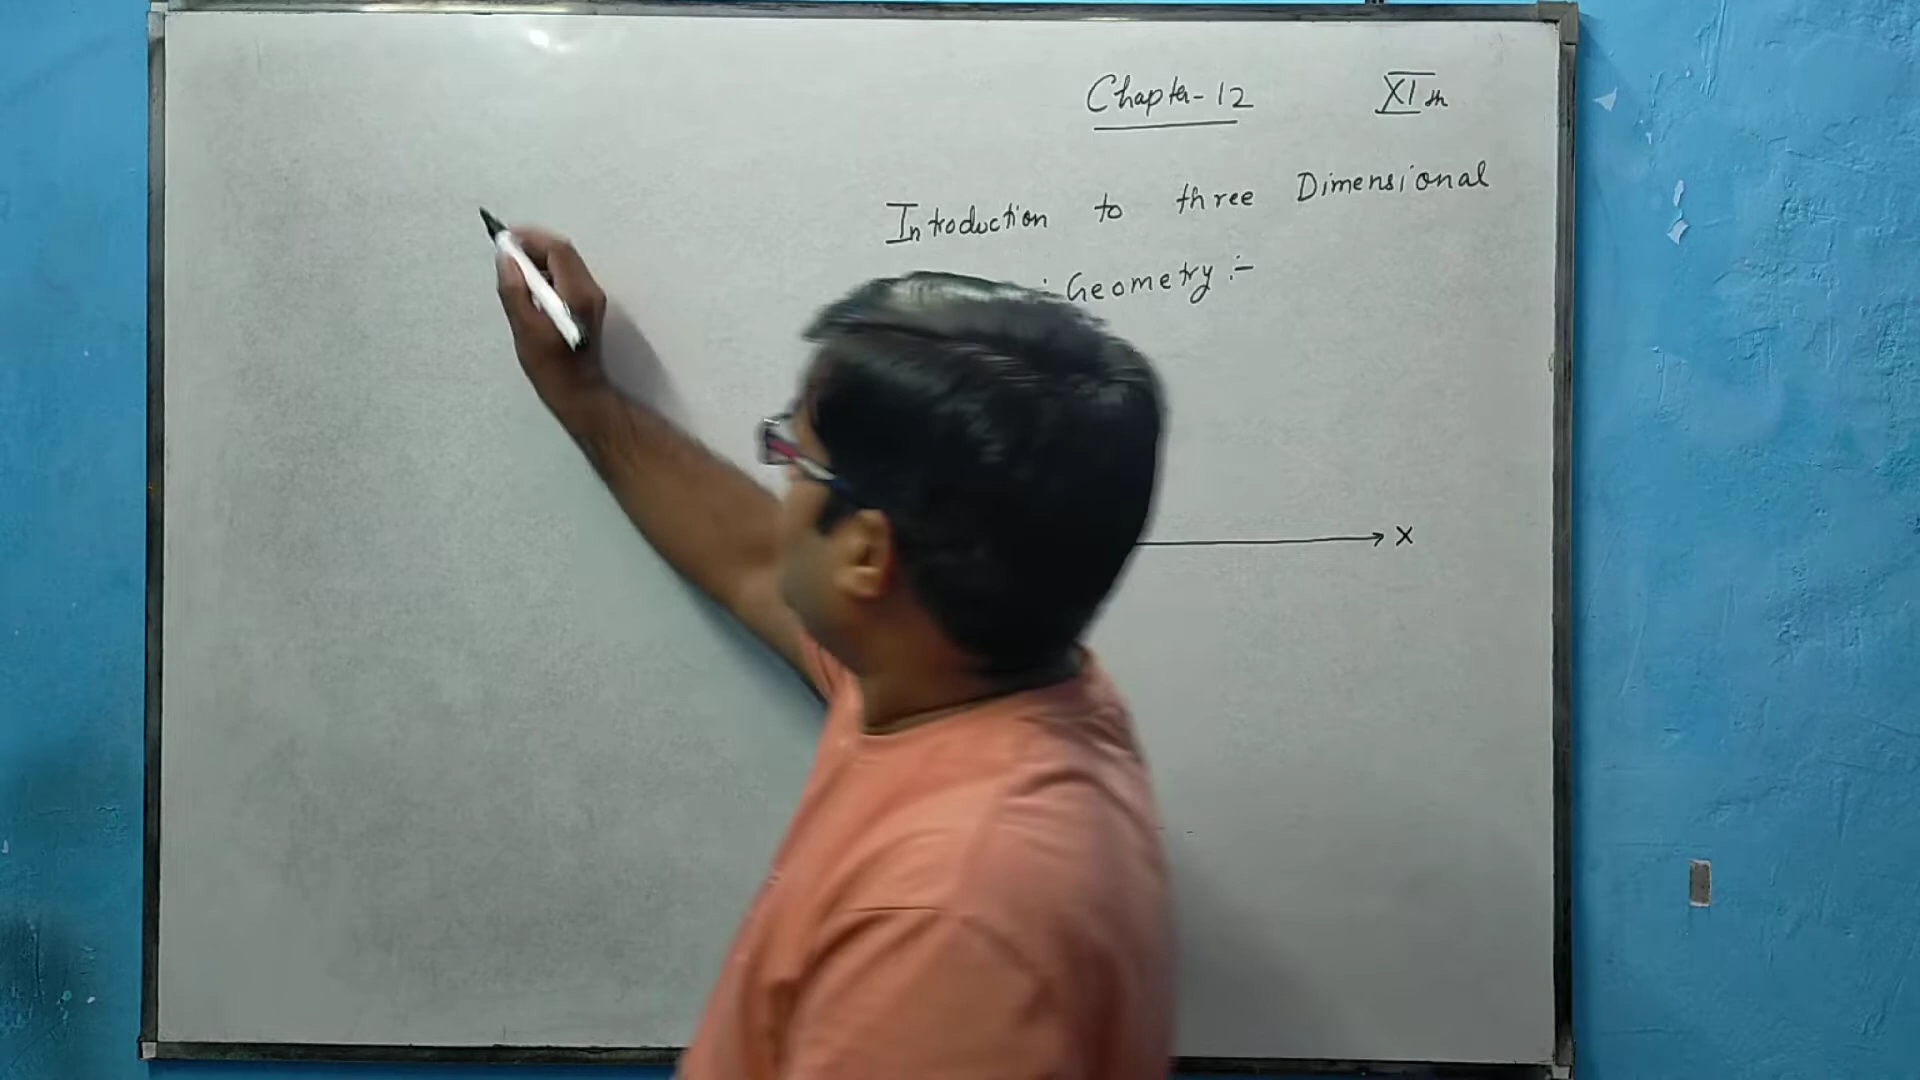 Chapter-12 XIth
Introduction to three Dimensional
Geometry :-
X